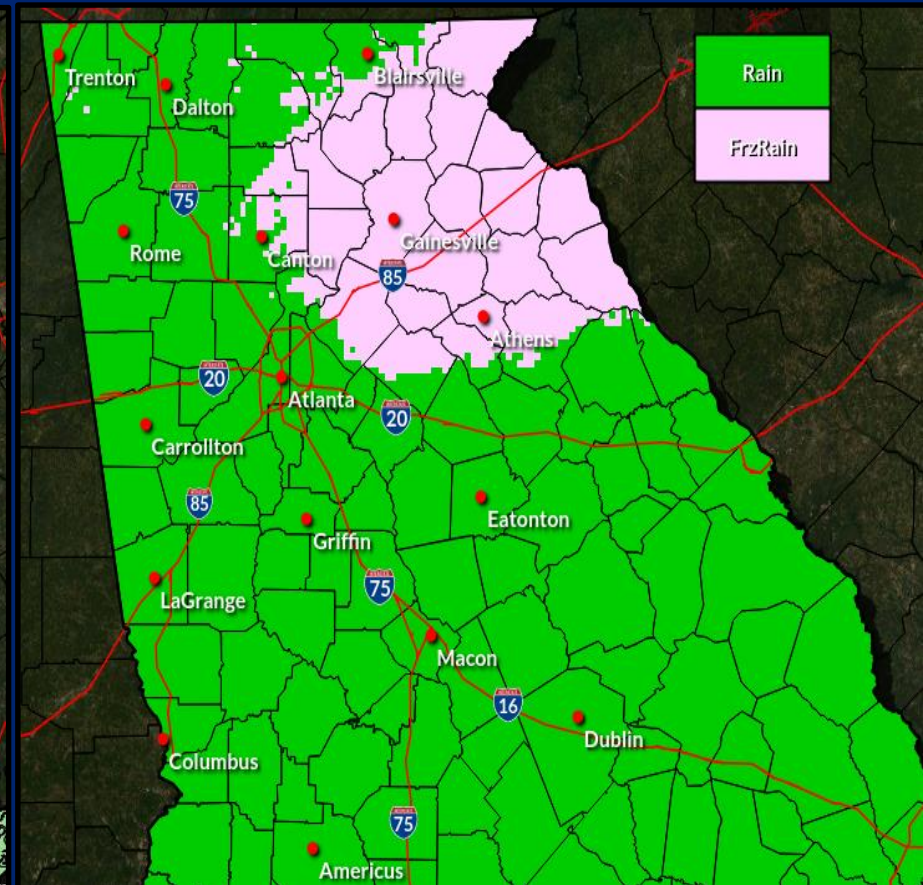 Rain
FrzRain
Trenton
Blairsville
Dalton
75
Rome
Canton
Gainesville
85
Athens
20
Atlanta
20
Carrollton
85
Eatonton
Griffin
75
LaGrange
Macon
16
Dublin
Columbus
75
Americus